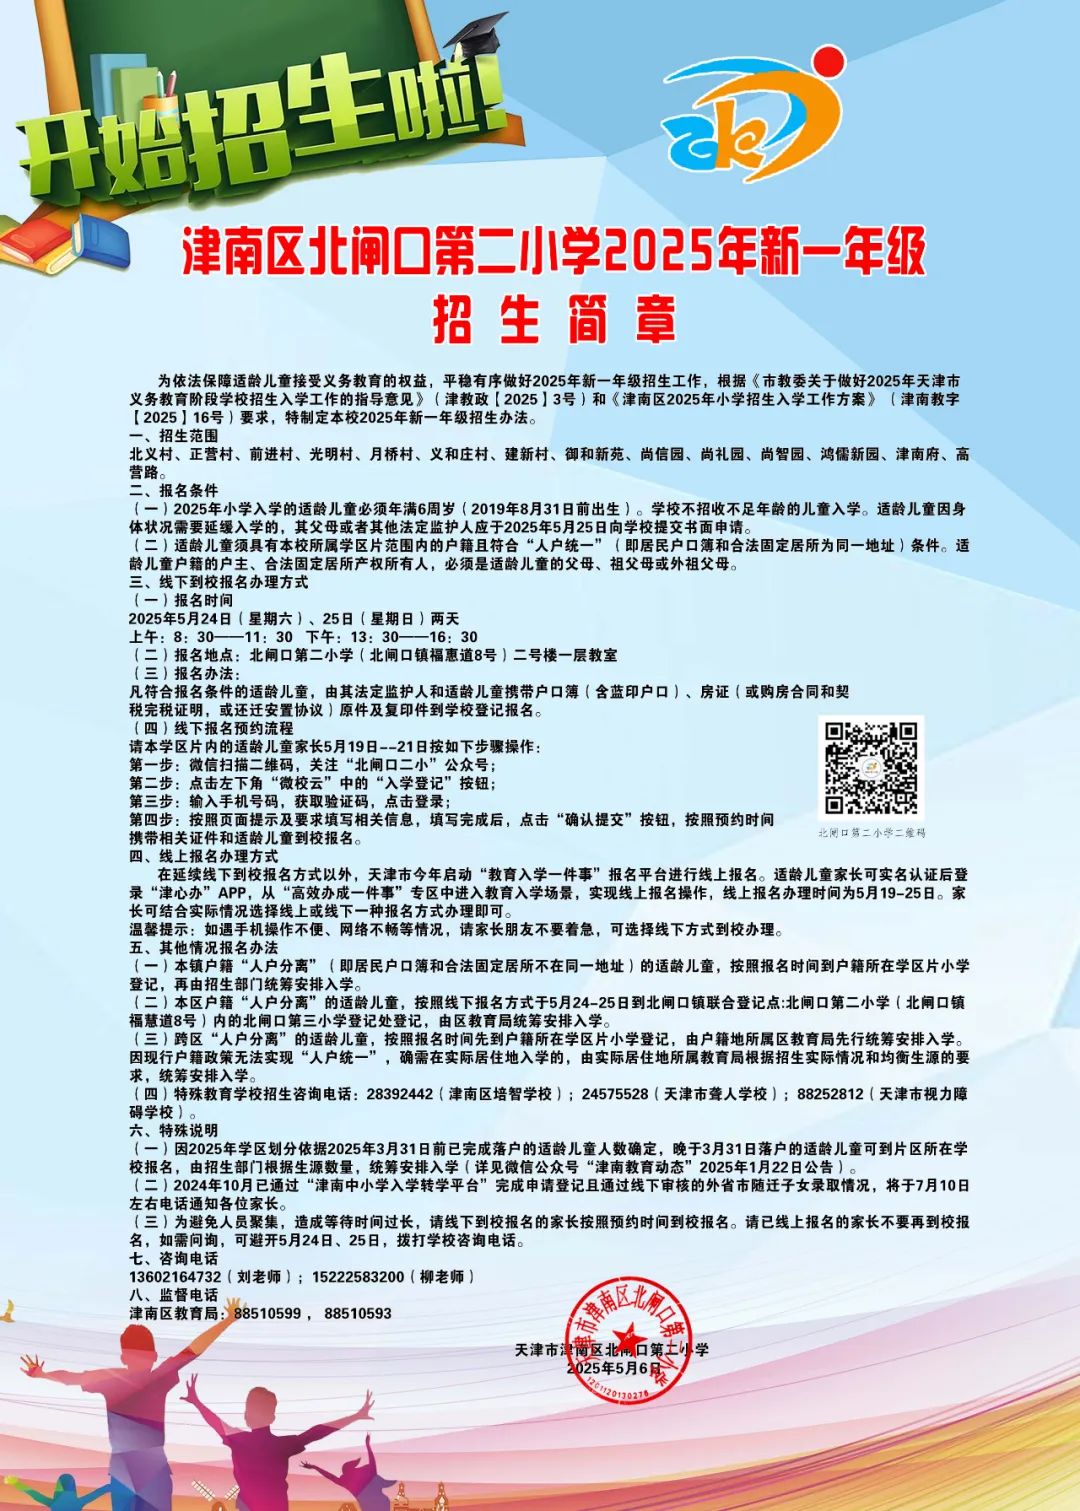 开始招生啦!
津南区北闸口第二小学2025年新一年级
招 生 简 章
为依法保障适龄儿童接受义务教育的权益，平稳有序做好2025年新一年级招生工作，根据《市教委关于做好2025年天津市
义务教育阶段学校招生入学工作的指导意见》（津教政【2025】3号）和《津南区2025年小学招生入学工作方案》（津南教字
【2025】16号）要求，特制定本校2025年新一年级招生办法。
一、招生范围
北义村、正营村、前进村、光明村、月桥村、义和庄村、建新村、御和新苑、尚信园、尚礼园、尚智园、鸿儒新园、津南府、高
营路。
二、报名条件
（一）2025年小学入学的适龄儿童必须年满6周岁（2019年8月31日前出生）。学校不招收不足年龄的儿童入学。适龄儿童因身
体状况需要延缓入学的，其父母或者其他法定监护人应于2025年5月25日向学校提交书面申请。
（二）适龄儿童须具有本校所属学区片范围内的户籍且符合“人户统一”（即居民户口簿和合法固定居所为同一地址）条件。适
龄儿童户籍的户主、合法固定居所产权所有人，必须是适龄儿童的父母、祖父母或外祖父母。
三、线下到校报名办理方式
（一）报名时间
2025年5月24日（星期六）、25日（星期日）两天
上午：8：30——11：30 下午：13：30——16：30
（二）报名地点：北闸口第二小学（北闸口镇福惠道8号）二号楼一层教室
（三）报名办法：
凡符合报名条件的适龄儿童，由其法定监护人和适龄儿童携带户口簿（含蓝印户口）、房证（或购房合同和契
税完税证明，或还迁安置协议）原件及复印件到学校登记报名。
（四）线下报名预约流程
请本学区片内的适龄儿童家长5月19日--21日按如下步骤操作：
第一步：微信扫描二维码，关注“北闸口二小”公众号；
第二步：点击左下角“微校云”中的“入学登记”按钮；
第三步：输入手机号码，获取验证码，点击登录；
第四步：按照页面提示及要求填写相关信息，填写完成后，点击“确认提交”按钮，按照预约时间
携带相关证件和适龄儿童到校报名。
北闸口第二小学二维码
四、线上报名办理方式
在延续线下到校报名方式以外，天津市今年启动“教育入学一件事”报名平台进行线上报名。适龄儿童家长可实名认证后登
录“津心办”APP，从“高效办成一件事”专区中进入教育入学场景，实现线上报名操作，线上报名办理时间为5月19-25日。家
长可结合实际情况选择线上或线下一种报名方式办理即可。
温馨提示：如遇手机操作不便、网络不畅等情况，请家长朋友不要着急，可选择线下方式到校办理。
五、其他情况报名办法
（一）本镇户籍“人户分离”（即居民户口簿和合法固定居所不在同一地址）的适龄儿童，按照报名时间到户籍所在学区片小学
登记，再由招生部门统筹安排入学。
（二）本区户籍“人户分离”的适龄儿童，按照线下报名方式于5月24-25日到北闸口镇联合登记点:北闸口第二小学（北闸口镇
福慧道8号）内的北闸口第三小学登记处登记，由区教育局统筹安排入学。
（三）跨区“人户分离”的适龄儿童，按照报名时间先到户籍所在学区片小学登记，由户籍地所属区教育局先行统筹安排入学。
因现行户籍政策无法实现“人户统一”，确需在实际居住地入学的，由实际居住地所属教育局根据招生实际情况和均衡生源的要
求，统筹安排入学。
（四）特殊教育学校招生咨询电话：28392442（津南区培智学校）；24575528（天津市聋人学校）；88252812（天津市视力障
碍学校）。
六、特殊说明
（一）因2025年学区划分依据2025年3月31日前已完成落户的适龄儿童人数确定，晚于3月31日落户的适龄儿童可到片区所在学
校报名，由招生部门根据生源数量，统筹安排入学（详见微信公众号“津南教育动态”2025年1月22日公告）。
（二）2024年10月已通过“津南中小学入学转学平台”完成申请登记且通过线下审核的外省市随迁子女录取情况，将于7月10日
左右电话通知各位家长。
（三）为避免人员聚集，造成等待时间过长，请线下到校报名的家长按照预约时间到校报名。请已线上报名的家长不要再到校报
名，如需问询，可避开5月24日、25日，拨打学校咨询电话。
七、咨询电话
13602164732（刘老师）；15222583200（柳老师）
八、监督电话
津南区教育局：88510599 ，88510593
天津市津南区北闸口第二小学
2025年5月6日
天津市津南区北闸口第二小学
1201120130278